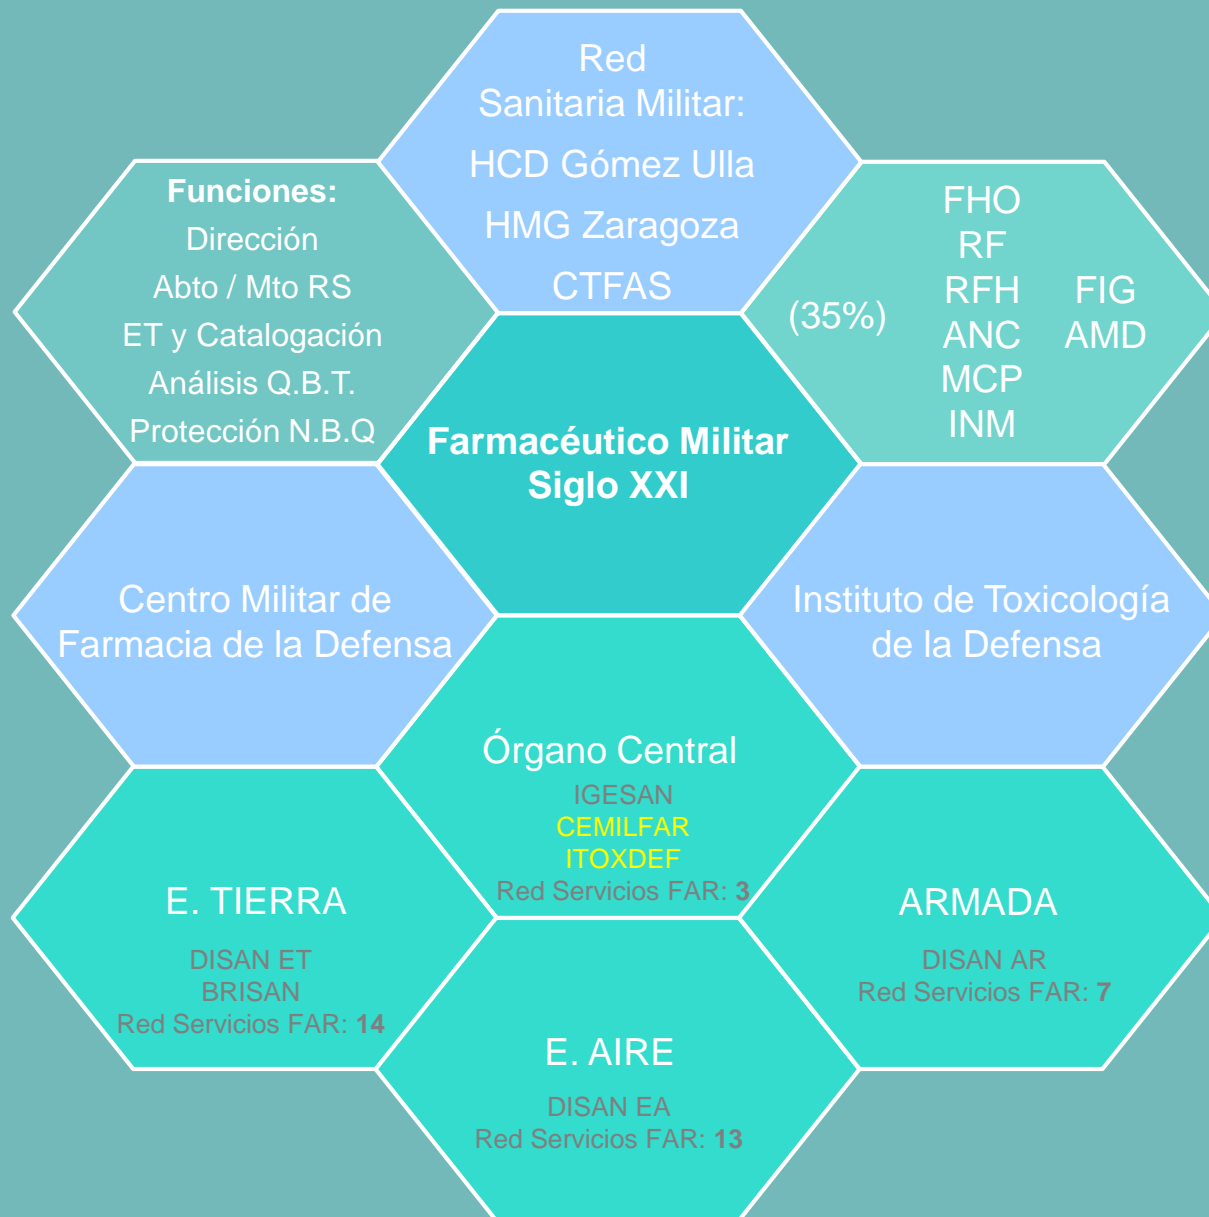 Red
Sanitaria Militar:
HCD Gómez Ulla
HMG Zaragoza
CTFAS
Funciones:
Dirección
Abto / Mto RS
ET y Catalogación
Análisis Q.B.T.
Protección N.B.Q
(35%)
FHO
RF
RFH
ANC
MCP
INM
FIG
AMD
Farmacéutico Militar
Siglo XXI
Centro Militar de
Farmacia de la Defensa
Instituto de Toxicología
de la Defensa
Órgano Central
IGESAN
CEMILFAR
ITOXDEF
Red Servicios FAR: 3
E. TIERRA
DISAN ET
BRISAN
Red Servicios FAR: 14
ARMADA
DISAN AR
Red Servicios FAR: 7
E. AIRE
DISAN EA
Red Servicios FAR: 13